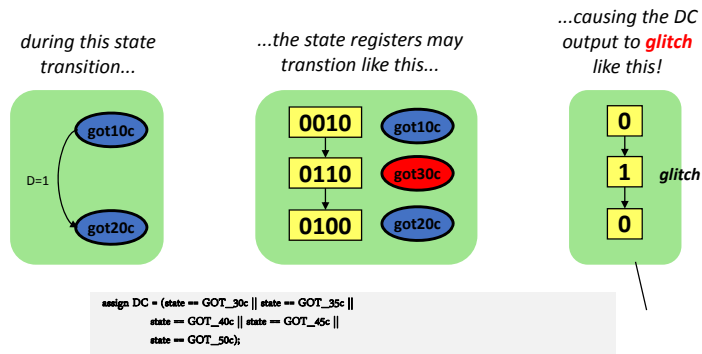 during this state
transition...
...the state registers may
transtion like this...
...causing the DC
output to glitch
like this!
got10c
D=1
got20c
0010
got10c
0110
got30c
0100
got20c
0
1
glitch
0
assign DC = (state == GOT_30c || state == GOT_35c ||
state == GOT_40c || state == GOT_45c ||
state == GOT_50c);